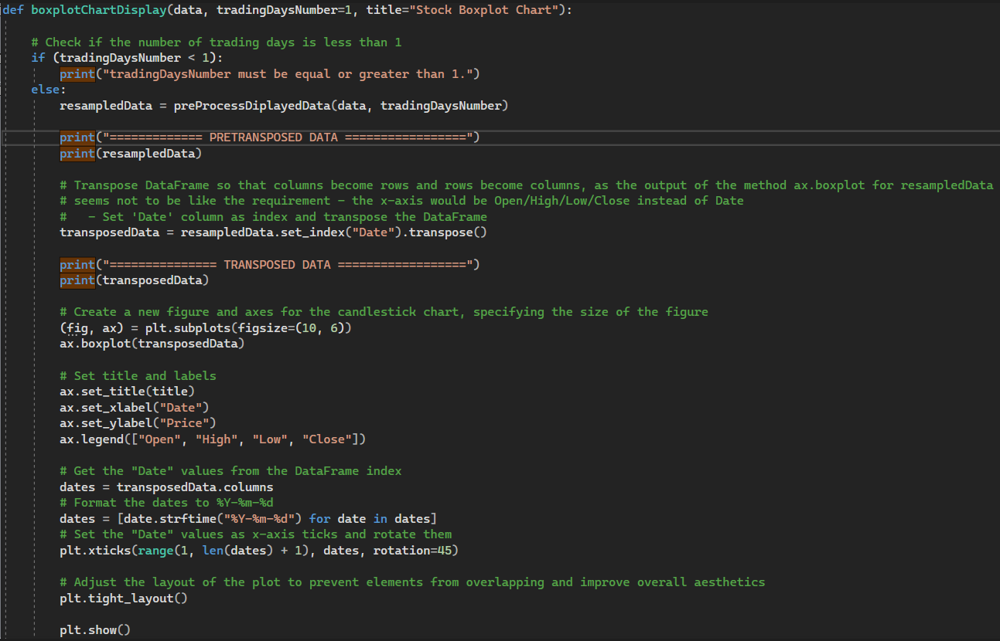 def boxplotChartDisplay(data, tradingDaysNumber=1, title="Stock Boxplot Chart"):
# Check if the number of trading days is less than 1
if (tradingDaysNumber < 1):
print("tradingDaysNumber must be equal or greater than 1.")
else:
resampledData = preProcessDiplayedData(data, tradingDaysNumber)
print("============= PRETRANSPOSED DATA =================")
print(resampledData)
# Transpose DataFrame so that columns become rows and rows become columns, as the output of the method ax.boxplot for resampledData
# seems not to be like the requirement - the x-axis would be Open/High/Low/Close instead of Date
#   - Set 'Date' column as index and transpose the DataFrame
transposedData = resampledData.set_index("Date").transpose()
print("=============== TRANSPOSED DATA ==================")
print(transposedData)
# Create a new figure and axes for the candlestick chart, specifying the size of the figure
(fig, ax) = plt.subplots(figsize=(10, 6))
ax.boxplot(transposedData)
# Set title and labels
ax.set_title(title)
ax.set_xlabel("Date")
ax.set_ylabel("Price")
ax.legend(["Open", "High", "Low", "Close"])
# Get the "Date" values from the DataFrame index
dates = transposedData.columns
# Format the dates to %Y-%m-%d
dates = [date.strftime("%Y-%m-%d") for date in dates]
# Set the "Date" values as x-axis ticks and rotate them
plt.xticks(range(1, len(dates) + 1), dates, rotation=45)
# Adjust the layout of the plot to prevent elements from overlapping and improve overall aesthetics
plt.tight_layout()
plt.show()